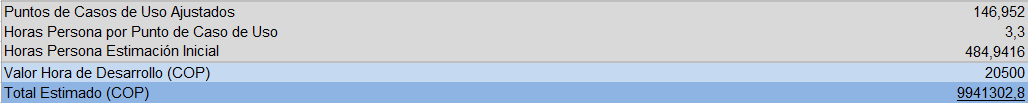 Puntos de Casos de Uso Ajustados 146,952
Horas Persona por Punto de Caso de Uso 3,3
Horas Persona Estimación Inicial 484,9416
Valor Hora de Desarrollo (COP) 20500
Total Estimado (COP) 9941302,8